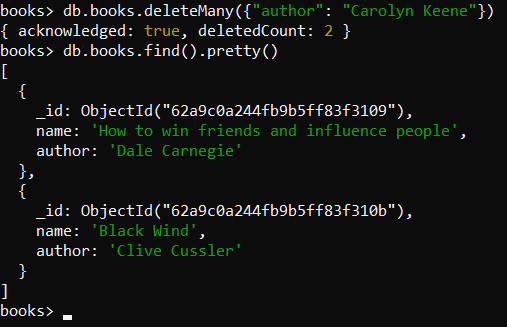 books> db.books.deleteMany({"author": "Carolyn Keene"})
{ acknowledged: true, deletedCount: 2 }
books> db.books.find().pretty()
[
  {
    _id: ObjectId("62a9c0a244fb9b5ff83f3109"),
    name: 'How to win friends and influence people',
    author: 'Dale Carnegie'
  },
  {
    _id: ObjectId("62a9c0a244fb9b5ff83f310b"),
    name: 'Black Wind',
    author: 'Clive Cussler'
  }
]
books>